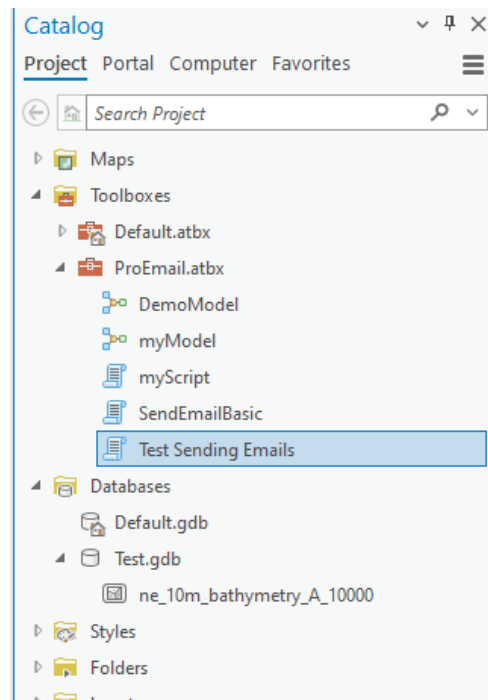 Catalog
Project Portal Computer Favorites
Search Project
Maps
Toolboxes
Default.atbx
ProEmail.atbx
DemoModel
myModel
myScript
SendEmailBasic
Test Sending Emails
Databases
Default.gdb
Test.gdb
ne_10m_bathymetry_A_10000
Styles
Folders